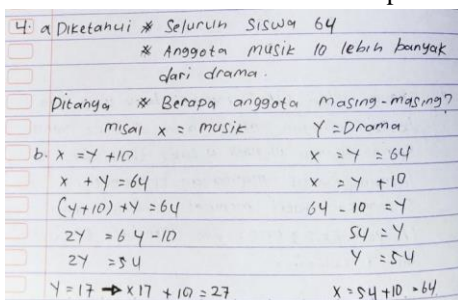 4. a Diketahui * Seluruh Siswa 64
* Anggota musik 10 lebih banyak
dari drama.
Ditanya * Berapa anggota masing-masing?
misal x = musik Y = Drama
b. x = Y + 10 x = Y = 64
x + Y = 64 x = Y + 10
(Y+10) + Y = 64 64 - 10 = Y
2Y = 64 - 10 54 = Y
2Y = 54 Y = 54
Y = 17 → x 17 + 10 = 27 x = 54 + 10 = 64